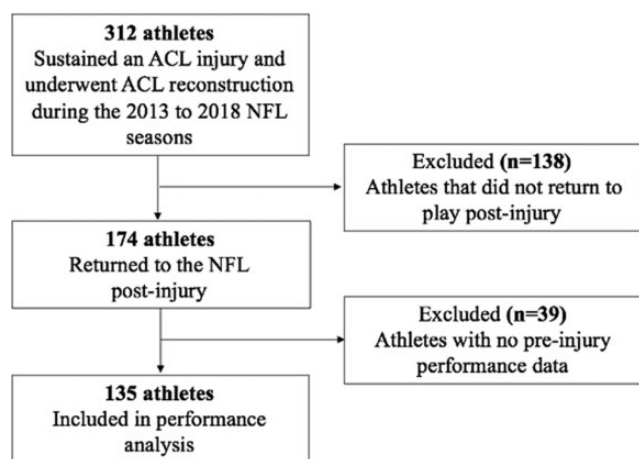 312 athletes
Sustained an ACL injury and
underwent ACL reconstruction
during the 2013 to 2018 NFL
seasons
Excluded (n=138)
Athletes that did not return to
play post-injury
174 athletes
Returned to the NFL
post-injury
Excluded (n=39)
Athletes with no pre-injury
performance data
135 athletes
Included in performance
analysis